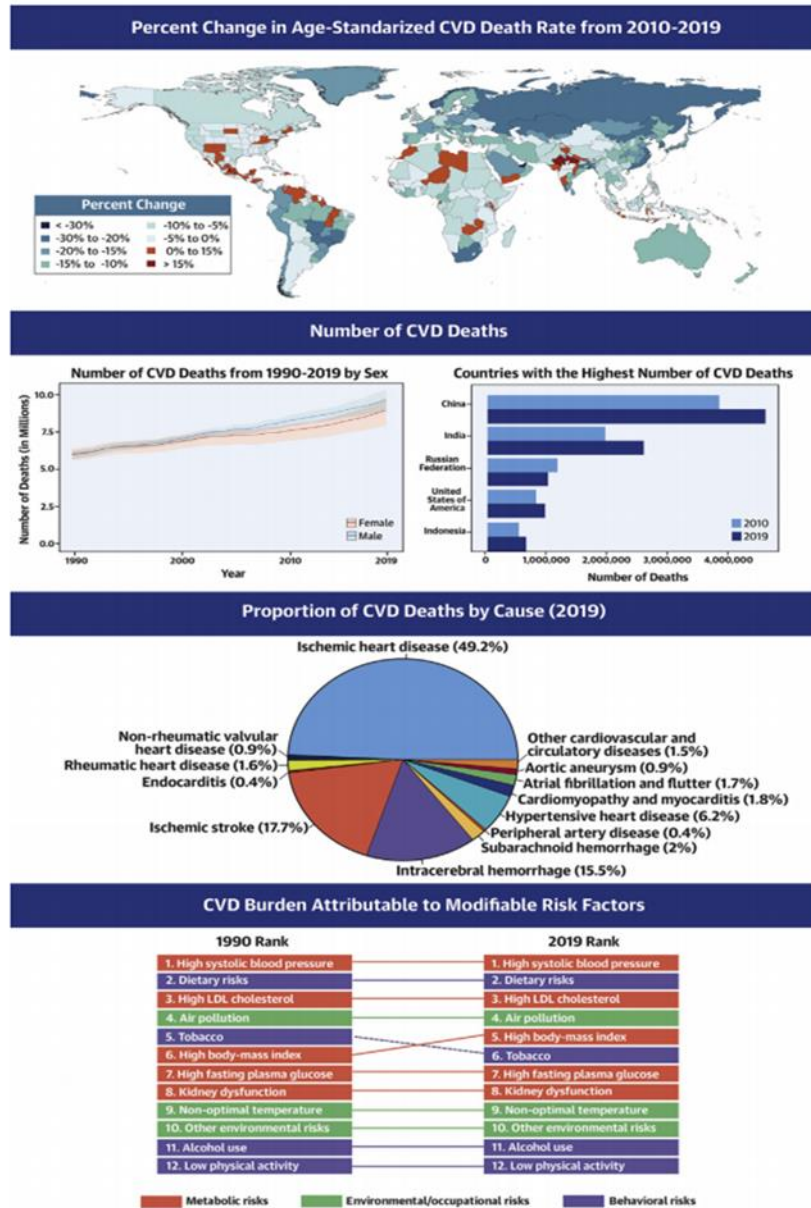 Percent Change in Age-Standarized CVD Death Rate from 2010-2019
Percent Change
< -30%
-30% to -20%
-20% to -15%
-15% to -10%
-10% to -5%
-5% to 0%
0% to 15%
> 15%
Number of CVD Deaths
Number of CVD Deaths from 1990-2019 by Sex
Number of Deaths (in Millions)
10.0
7.5
5.0
2.5
0.0
1990
2000
2010
2019
Year
Female
Male
Countries with the Highest Number of CVD Deaths
China
India
Russian
Federation
United
States of
America
Indonesia
2010
2019
0
1,000,000
2,000,000
3,000,000
4,000,000
Number of Deaths
Proportion of CVD Deaths by Cause (2019)
Ischemic heart disease (49.2%)
Non-rheumatic valvular
heart disease (0.9%)
Rheumatic heart disease (1.6%)
Endocarditis (0.4%)
Ischemic stroke (17.7%)
Intracerebral hemorrhage (15.5%)
Other cardiovascular and
circulatory diseases (1.5%)
Aortic aneurysm (0.9%)
Atrial fibrillation and flutter (1.7%)
Cardiomyopathy and myocarditis (1.8%)
Hypertensive heart disease (6.2%)
Peripheral artery disease (0.4%)
Subarachnoid hemorrhage (2%)
CVD Burden Attributable to Modifiable Risk Factors
1990 Rank
1. High systolic blood pressure
2. Dietary risks
3. High LDL cholesterol
4. Air pollution
5. Tobacco
6. High body-mass index
7. High fasting plasma glucose
8. Kidney dysfunction
9. Non-optimal temperature
10. Other environmental risks
11. Alcohol use
12. Low physical activity
2019 Rank
1. High systolic blood pressure
2. Dietary risks
3. High LDL cholesterol
4. Air pollution
5. High body-mass index
6. Tobacco
7. High fasting plasma glucose
8. Kidney dysfunction
9. Non-optimal temperature
10. Other environmental risks
11. Alcohol use
12. Low physical activity
Metabolic risks
Environmental/occupational risks
Behavioral risks